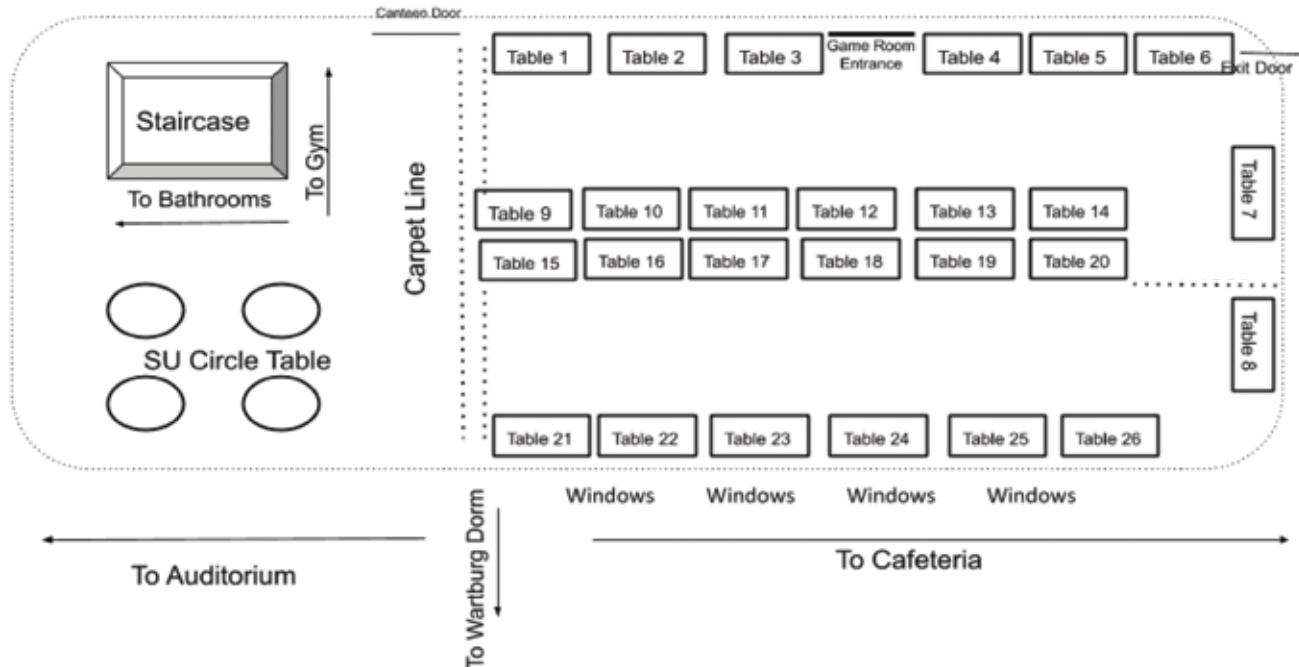 Canteen Door
Table 1
Table 2
Table 3
Game Room
Entrance
Table 4
Table 5
Table 6
Exit Door
Staircase
To Gym
To Bathrooms
Carpet Line
Table 7
Table 9
Table 10
Table 11
Table 12
Table 13
Table 14
Table 15
Table 16
Table 17
Table 18
Table 19
Table 20
Table 8
SU Circle Table
Table 21
Table 22
Table 23
Table 24
Table 25
Table 26
Windows
Windows
Windows
Windows
To Auditorium
To Wartburg Dorm
To Cafeteria